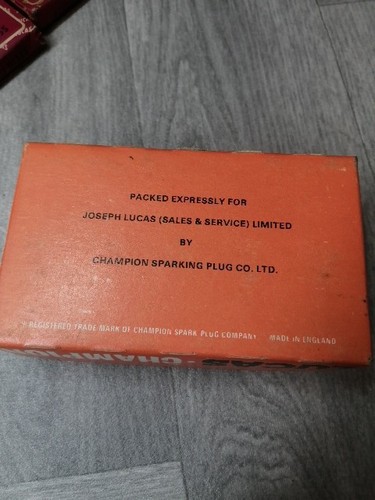 PACKED EXPRESSLY FOR
JOSEPH LUCAS (SALES & SERVICE) LIMITED
BY
CHAMPION SPARKING PLUG CO. LTD.
REGISTERED TRADE MARK OF CHAMPION SPARK PLUG COMPANY MADE IN ENGLAND
CHAMPION